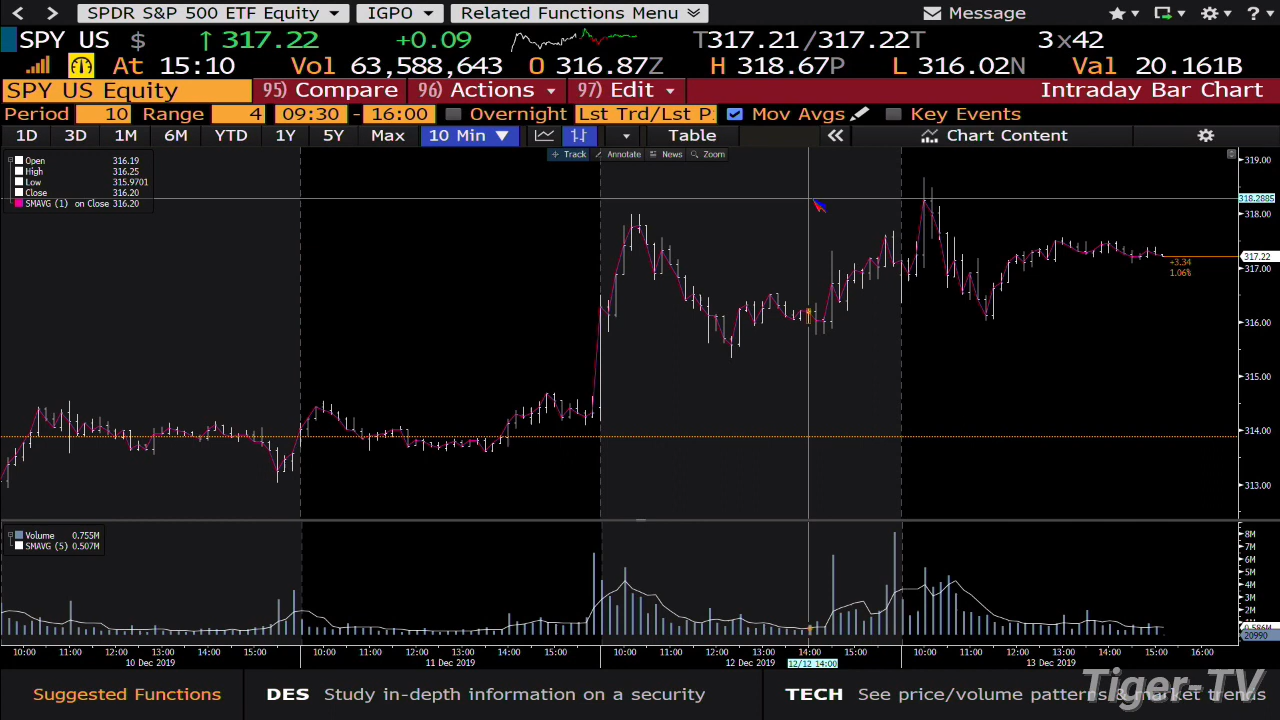 SPDR S&P 500 ETF Equity IGPO Related Functions Menu Message ?
SPY US $ ↑ 317.22 +0.09 T317.21/317.22T 3x42
At 15:10 Vol 63,588,643 O 316.87Z H 318.67P L 316.02N Val 20.161B
SPY US Equity 95) Compare 96) Actions 97) Edit Intraday Bar Chart
Period 10 Range 4 09:30 - 16:00 Overnight Lst Trd/Lst P. Mov Avgs Key Events
1D 3D 1M 6M YTD 1Y 5Y Max 10 Min ▼ Table « Chart Content
Track Annotate News Zoom
Open 316.19
High 316.25
Low 315.9701
Close 316.20
SMAVG (1) on Close 316.20
319.00
318.2885
318.00
317.22
317.00
+3.34
1.06%
316.00
315.00
314.00
313.00
Volume 0.755M
SMAVG (5) 0.507M
8M
7M
6M
5M
4M
3M
2M
20990
10:00 11:00 12:00 13:00 14:00 15:00 10:00 11:00 12:00 13:00 14:00 15:00 10:00 11:00 12:00 13:00 14:00 15:00 10:00 11:00 12:00 13:00 14:00 15:00 16:00
10 Dec 2019 11 Dec 2019 12 Dec 2019 12/12 14:00 13 Dec 2019
Suggested Functions DES Study in-depth information on a security TECH See price/volume patterns & market trends
Tiger-TV